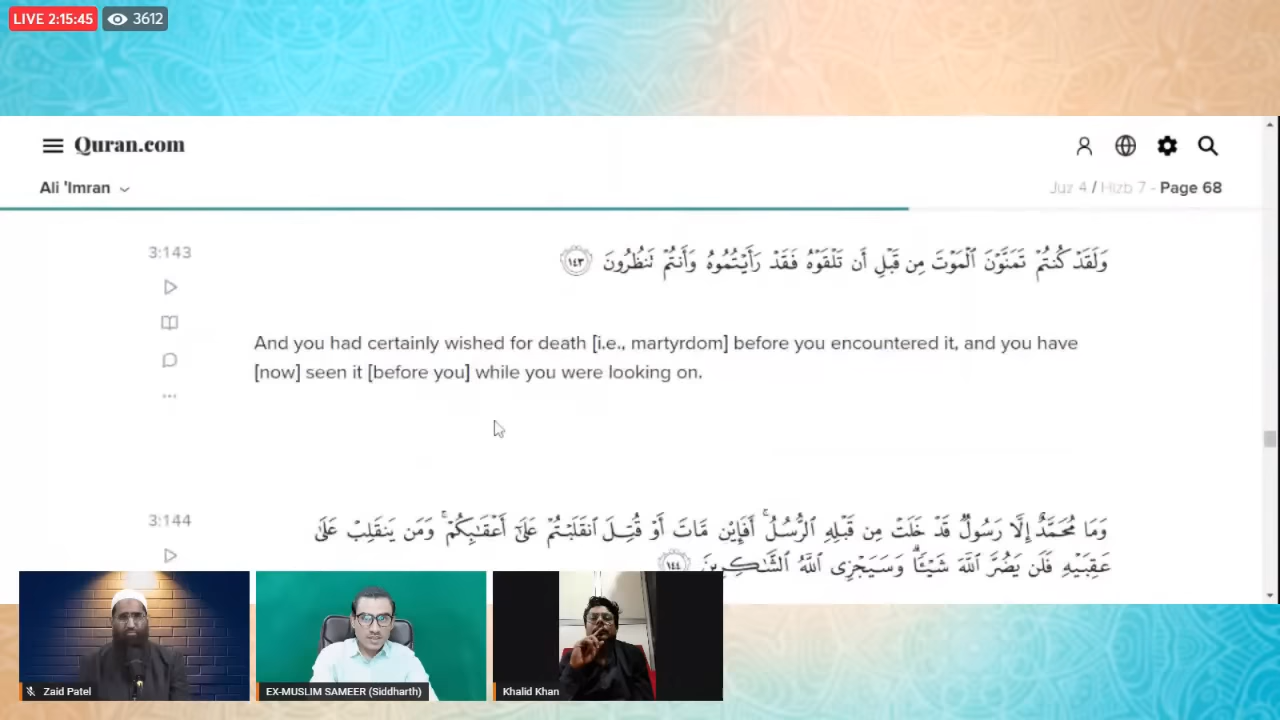 LIVE 2:15:45 3612
Quran.com
Ali 'Imran Juz 4 / Hizb 7 - Page 68
3:143
وَلَقَدْ كُنتُمْ تَمَنَّوْنَ ٱلْمَوْتَ مِن قَبْلِ أَن تَلْقَوْهُ فَقَدْ رَأَيْتُمُوهُ وَأَنتُمْ تَنظُرُونَ ١٤٣
And you had certainly wished for death [i.e., martyrdom] before you encountered it, and you have
[now] seen it [before you] while you were looking on.
3:144
وَمَا مُحَمَّدٌ إِلَّا رَسُولٌ قَدْ خَلَتْ مِن قَبْلِهِ ٱلرُّسُلُ ۚ أَفَإِي۟ن مَّاتَ أَوْ قُتِلَ ٱنقَلَبْتُمْ عَلَىٰٓ أَعْقَـٰبِكُمْ ۚ وَمَن يَنقَلِبْ عَلَىٰ
عَقِبَيْهِ فَلَن يَضُرَّ ٱللَّهَ شَيْـًٔا ۗ وَسَيَجْزِى ٱللَّهُ ٱلشَّـٰكِرِينَ ١٤٤
Zaid Patel
EX-MUSLIM SAMEER (Siddharth)
Khalid Khan